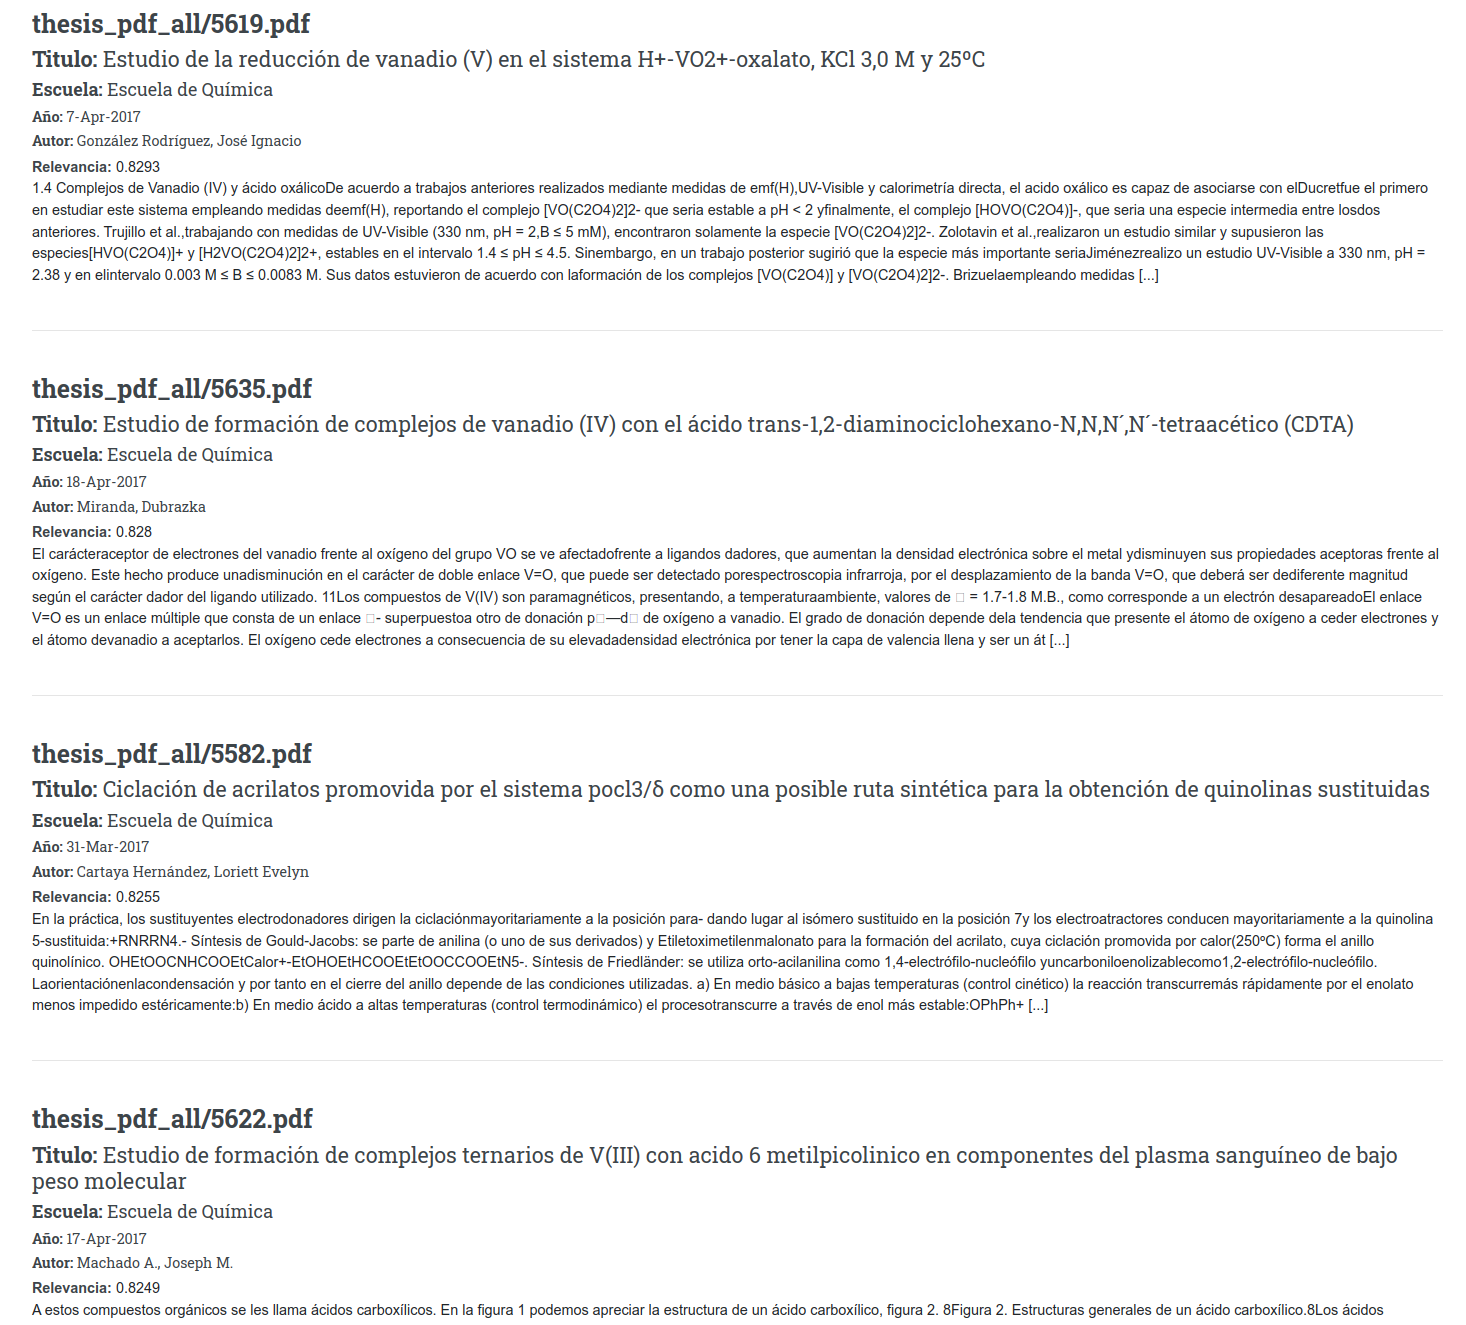 thesis_pdf_all/5619.pdf
Titulo: Estudio de la reducción de vanadio (V) en el sistema H+-VO2+-oxalato, KCl 3,0 M y 25ºC
Escuela: Escuela de Química
Año: 7-Apr-2017
Autor: González Rodríguez, José Ignacio
Relevancia: 0.8293
1.4 Complejos de Vanadio (IV) y ácido oxálicoDe acuerdo a trabajos anteriores realizados mediante medidas de emf(H),UV-Visible y calorimetría directa, el acido oxálico es capaz de asociarse con elDucretfue el primero
en estudiar este sistema empleando medidas deemf(H), reportando el complejo [VO(C2O4)2]2- que seria estable a pH < 2 yfinalmente, el complejo [HOVO(C2O4)]-, que seria una especie intermedia entre losdos
anteriores. Trujillo et al.,trabajando con medidas de UV-Visible (330 nm, pH = 2,B ≤ 5 mM), encontraron solamente la especie [VO(C2O4)2]2-. Zolotavin et al.,realizaron un estudio similar y supusieron las
especies[HVO(C2O4)]+ y [H2VO(C2O4)2]2+, estables en el intervalo 1.4 ≤ pH ≤ 4.5. Sinembargo, en un trabajo posterior sugirió que la especie más importante seriaJiménezrealizo un estudio UV-Visible a 330 nm, pH =
2.38 y en elintervalo 0.003 M ≤ B ≤ 0.0083 M. Sus datos estuvieron de acuerdo con laformación de los complejos [VO(C2O4)] y [VO(C2O4)2]2-. Brizuelaempleando medidas [...]
thesis_pdf_all/5635.pdf
Titulo: Estudio de formación de complejos de vanadio (IV) con el ácido trans-1,2-diaminociclohexano-N,N,N´,N´-tetraacético (CDTA)
Escuela: Escuela de Química
Año: 18-Apr-2017
Autor: Miranda, Dubrazka
Relevancia: 0.828
El carácteraceptor de electrones del vanadio frente al oxígeno del grupo VO se ve afectadofrente a ligandos dadores, que aumentan la densidad electrónica sobre el metal ydisminuyen sus propiedades aceptoras frente al
oxígeno. Este hecho produce unadisminución en el carácter de doble enlace V=O, que puede ser detectado porespectroscopia infrarroja, por el desplazamiento de la banda V=O, que deberá ser dediferente magnitud
según el carácter dador del ligando utilizado. 11Los compuestos de V(IV) son paramagnéticos, presentando, a temperaturaambiente, valores de □ = 1.7-1.8 M.B., como corresponde a un electrón desapareadoEl enlace
V=O es un enlace múltiple que consta de un enlace □- superpuestoa otro de donación p□—d□ de oxígeno a vanadio. El grado de donación depende dela tendencia que presente el átomo de oxígeno a ceder electrones y
el átomo devanadio a aceptarlos. El oxígeno cede electrones a consecuencia de su elevadadensidad electrónica por tener la capa de valencia llena y ser un át [...]
thesis_pdf_all/5582.pdf
Titulo: Ciclación de acrilatos promovida por el sistema pocl3/δ como una posible ruta sintética para la obtención de quinolinas sustituidas
Escuela: Escuela de Química
Año: 31-Mar-2017
Autor: Cartaya Hernández, Loriett Evelyn
Relevancia: 0.8255
En la práctica, los sustituyentes electrodonadores dirigen la ciclaciónmayoritariamente a la posición para- dando lugar al isómero sustituido en la posición 7y los electroatractores conducen mayoritariamente a la quinolina
5-sustituida:+RNRRN4.- Síntesis de Gould-Jacobs: se parte de anilina (o uno de sus derivados) y Etiletoximetilenmalonato para la formación del acrilato, cuya ciclación promovida por calor(250ºC) forma el anillo
quinolínico. OHEtOOCNHCOOEtCalor+-EtOHOEtHCOOEtEtOOCCOOEtN5-. Síntesis de Friedländer: se utiliza orto-acilanilina como 1,4-electrófilo-nucleófilo yuncarboniloenolizablecomo1,2-electrófilo-nucleófilo.
Laorientaciónenlacondensación y por tanto en el cierre del anillo depende de las condiciones utilizadas. a) En medio básico a bajas temperaturas (control cinético) la reacción transcurremás rápidamente por el enolato
menos impedido estéricamente:b) En medio ácido a altas temperaturas (control termodinámico) el procesotranscurre a través de enol más estable:OPhPh+ [...]
thesis_pdf_all/5622.pdf
Titulo: Estudio de formación de complejos ternarios de V(III) con acido 6 metilpicolinico en componentes del plasma sanguíneo de bajo
peso molecular
Escuela: Escuela de Química
Año: 17-Apr-2017
Autor: Machado A., Joseph M.
Relevancia: 0.8249
A estos compuestos orgánicos se les llama ácidos carboxílicos. En la figura 1 podemos apreciar la estructura de un ácido carboxílico, figura 2. 8Figura 2. Estructuras generales de un ácido carboxílico.8Los ácidos